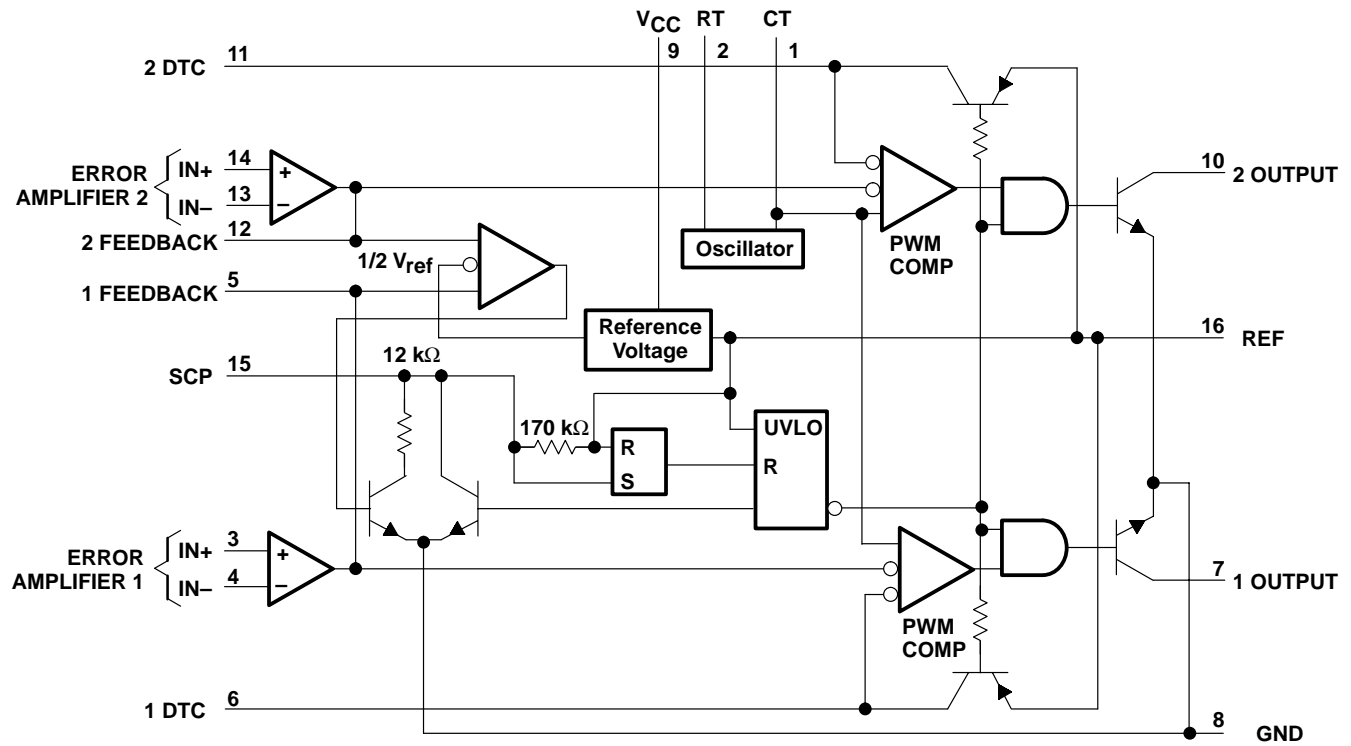 VCC RT CT
9 2 1
2 DTC 11
ERROR
AMPLIFIER 2
IN+ 14
IN– 13
+
–
2 FEEDBACK 12
1/2 Vref
1 FEEDBACK 5
Oscillator
PWM
COMP
10 2 OUTPUT
Reference
Voltage
16 REF
SCP 15
12 kΩ
170 kΩ
R
S
UVLO
R
ERROR
AMPLIFIER 1
IN+ 3
IN– 4
+
–
PWM
COMP
7 1 OUTPUT
1 DTC 6
8 GND